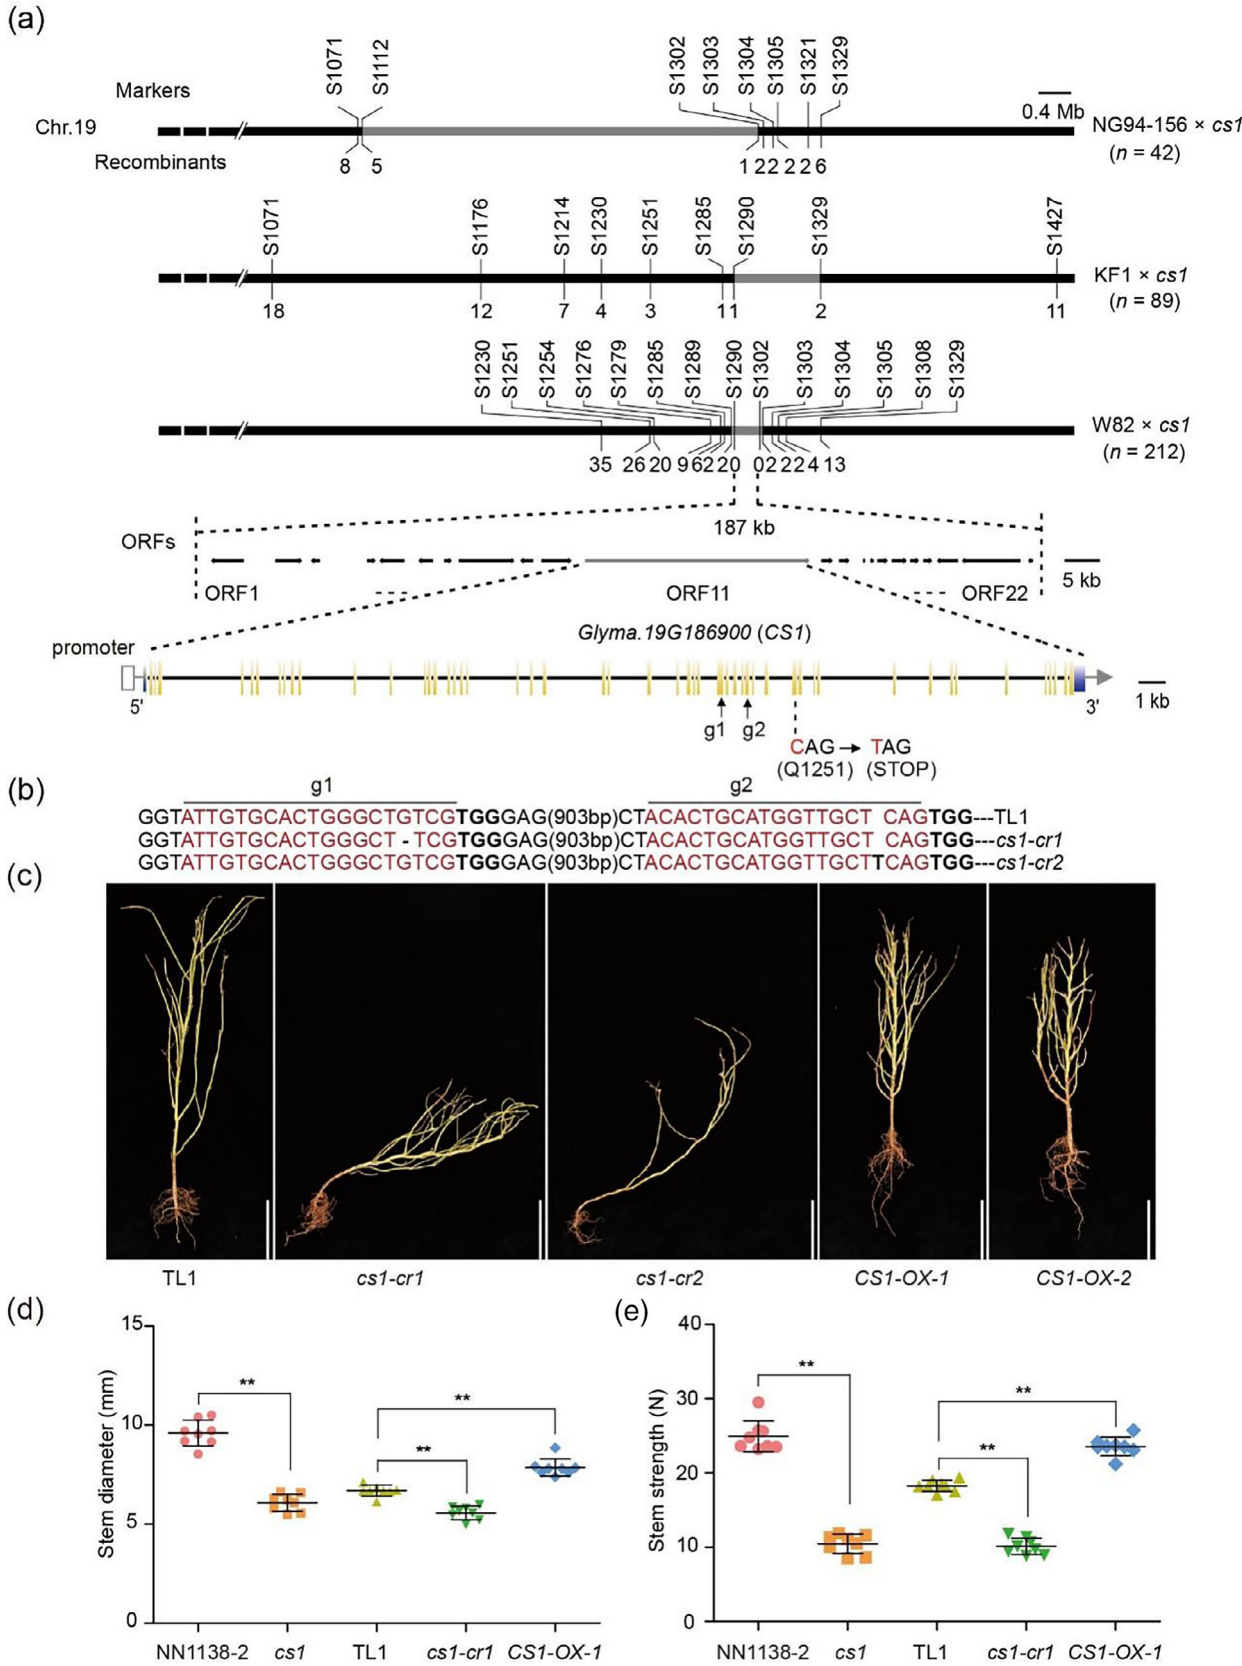 (a)
S1071 S1112 S1302 S1303 S1304 S1305 S1321 S1329
Markers
0.4 Mb
Chr.19
NG94-156 × cs1
(n = 42)
Recombinants
8 5 1 2 2 2 2 6
S1071 S1176 S1214 S1230 S1251 S1285 S1290 S1329 S1427
KF1 × cs1
(n = 89)
18 12 7 4 3 1 1 2 11
S1230 S1251 S1254 S1276 S1279 S1285 S1289 S1290 S1302 S1303 S1304 S1305 S1308 S1329
W82 × cs1
(n = 212)
35 26 20 9 6 2 2 0 0 2 2 2 4 13
187 kb
ORFs
5 kb
ORF1 ORF11 ORF22
Glyma.19G186900 (CS1)
promoter
5' 3' 1 kb
g1 g2
CAG TAG
(Q1251) (STOP)
(b)
g1 g2
GGTATTGTGCACTGGGCTGTCGTGGGAG(903bp)CTACACTGCATGGTTGCT CAGTGG---TL1
GGTATTGTGCACTGGGCT - TCGTGGGAG(903bp)CTACACTGCATGGTTGCT CAGTGG---cs1-cr1
GGTATTGTGCACTGGGCTGTCGTGGGAG(903bp)CTACACTGCATGGTTGCTTCAGTGG---cs1-cr2
(c)
TL1 cs1-cr1 cs1-cr2 CS1-OX-1 CS1-OX-2
(d)
Stem diameter (mm)
15
10
5
0
** ** **
NN1138-2 cs1 TL1 cs1-cr1 CS1-OX-1
(e)
Stem strength (N)
40
30
20
10
0
** ** **
NN1138-2 cs1 TL1 cs1-cr1 CS1-OX-1